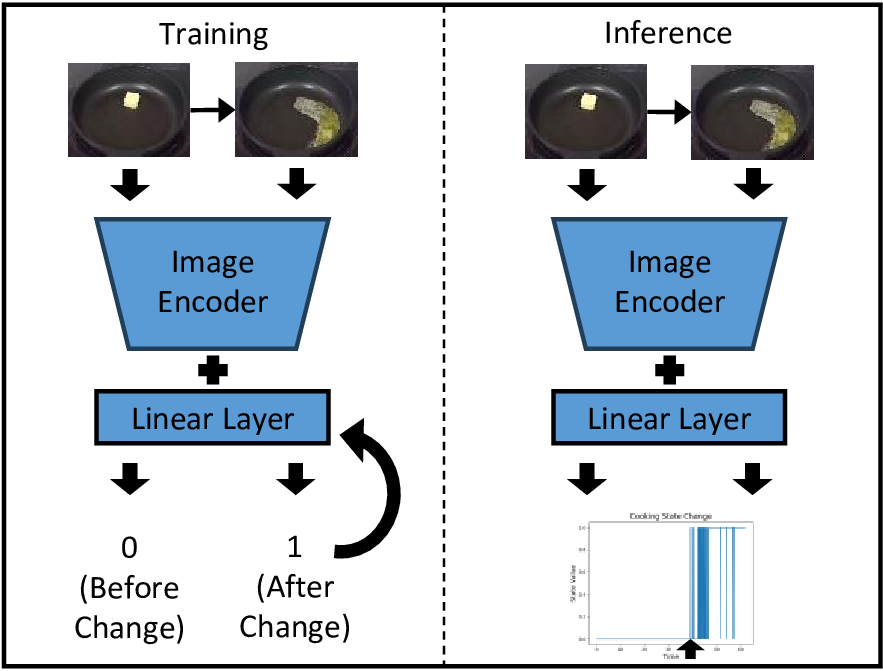 Training
Image
Encoder
Linear Layer
0
(Before
Change)
1
(After
Change)
Inference
Image
Encoder
Linear Layer
Cooking State Change
State Value
Time